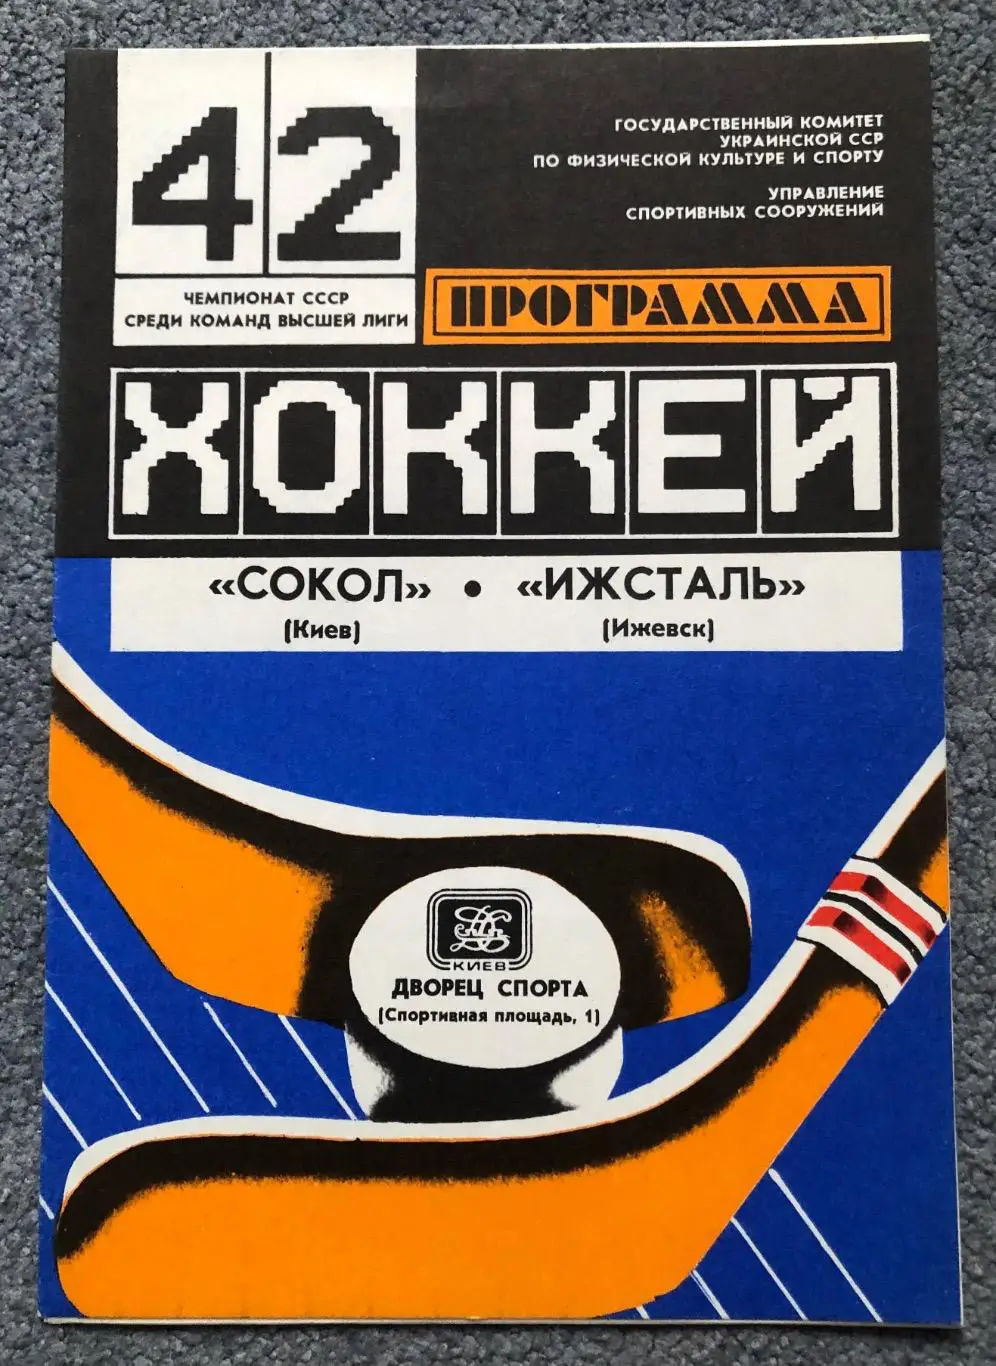 42
ЧЕМПИОНАТ СССР
СРЕДИ КОМАНД ВЫСШЕЙ ЛИГИ
ГОСУДАРСТВЕННЫЙ КОМИТЕТ
УКРАИНСКОЙ ССР
ПО ФИЗИЧЕСКОЙ КУЛЬТУРЕ И СПОРТУ
УПРАВЛЕНИЕ
СПОРТИВНЫХ СООРУЖЕНИЙ
ПРОГРАММА
ХОККЕЙ
«СОКОЛ» • «ИЖСТАЛЬ»
(Киев) (Ижевск)
КИЕВ
ДВОРЕЦ СПОРТА
(Спортивная площадь, 1)